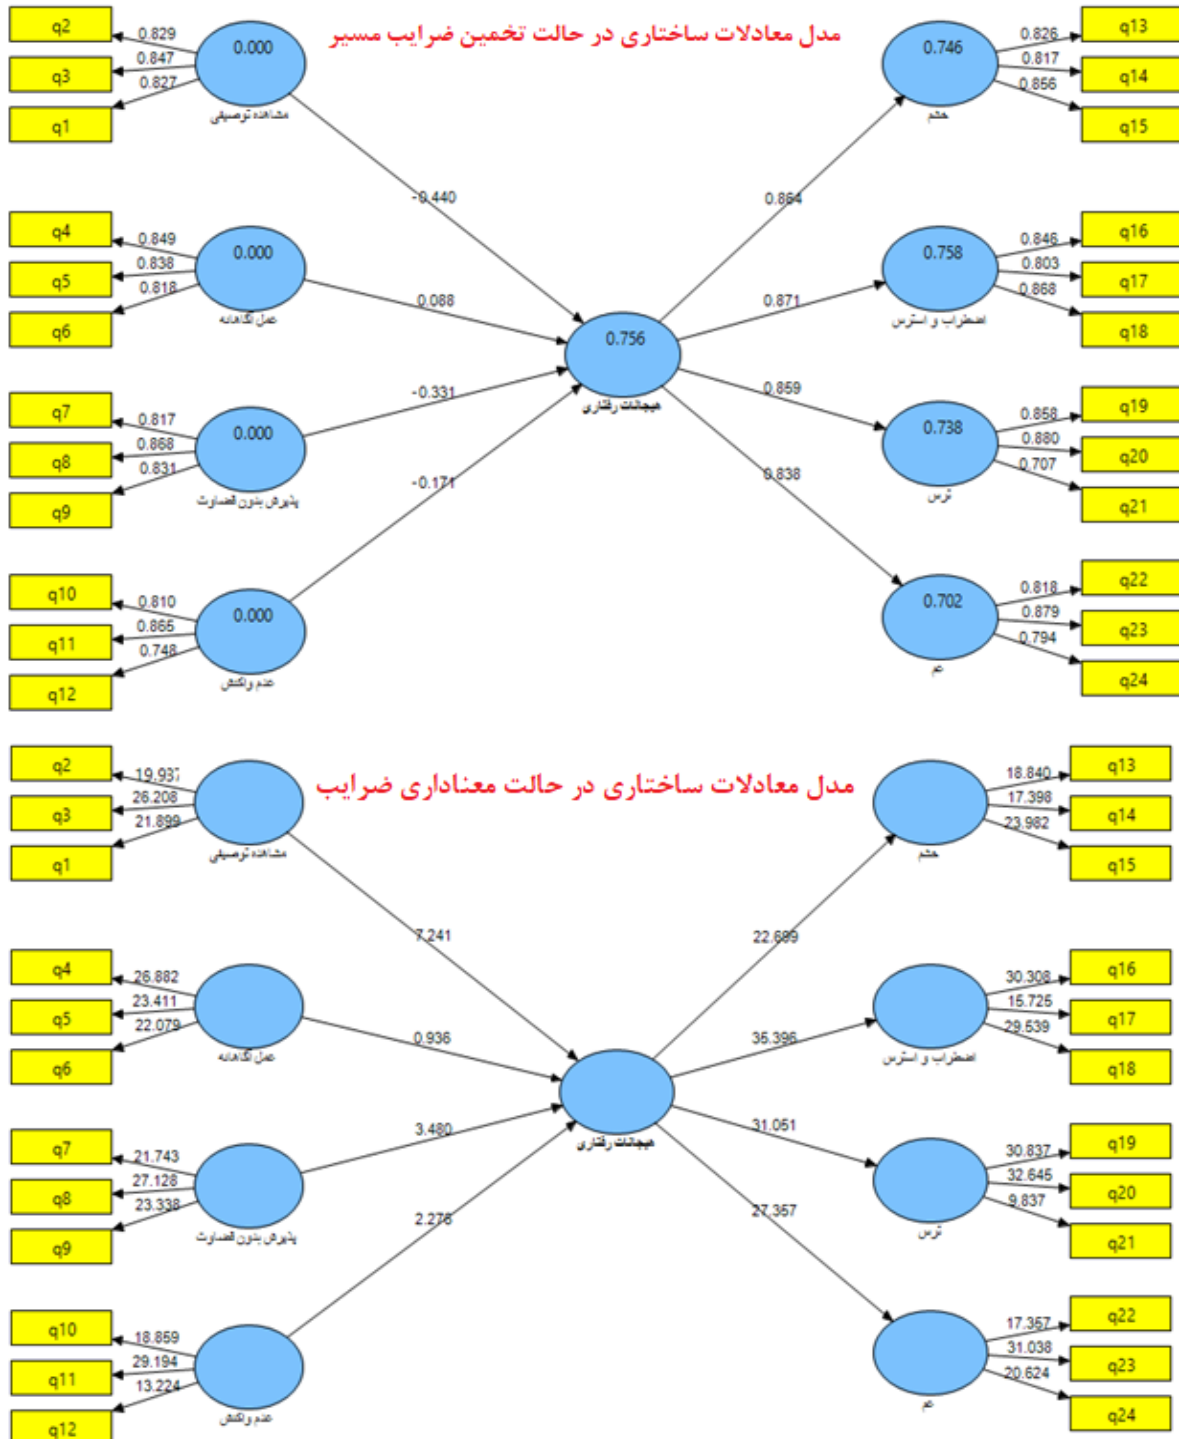 مدل معادلات ساختاری در حالت تخمین ضرایب مسیر
q2
0.829
0.000
q3
0.847
q1
0.827
مشاهده توصیفی
0.746
0.826
q13
0.817
q14
0.856
q15
خشم
-0.440
0.864
q4
0.849
0.000
q5
0.838
q6
0.818
عمل آگاهانه
0.758
0.846
q16
0.803
q17
0.868
q18
اضطراب و استرس
0.088
0.871
0.756
هیجانات رفتاری
q7
0.817
0.000
q8
0.868
q9
0.831
پذیرش بدون قضاوت
-0.331
0.859
0.738
0.858
q19
0.880
q20
0.707
q21
ترس
-0.171
0.838
q10
0.810
0.000
q11
0.865
q12
0.748
عدم واکنش
0.702
0.818
q22
0.879
q23
0.794
q24
غم
مدل معادلات ساختاری در حالت معناداری ضرایب
q2
19.937
q3
26.208
q1
21.899
مشاهده توصیفی
18.840
q13
17.398
q14
23.982
q15
خشم
7.241
22.699
q4
26.882
q5
23.411
q6
22.079
عمل آگاهانه
30.308
q16
15.725
q17
29.539
q18
اضطراب و استرس
0.936
35.396
هیجانات رفتاری
q7
21.743
q8
27.128
q9
23.338
پذیرش بدون قضاوت
3.480
31.051
30.837
q19
32.645
q20
9.837
q21
ترس
2.276
27.357
q10
18.859
q11
29.194
q12
13.224
عدم واکنش
17.357
q22
31.038
q23
20.624
q24
غم